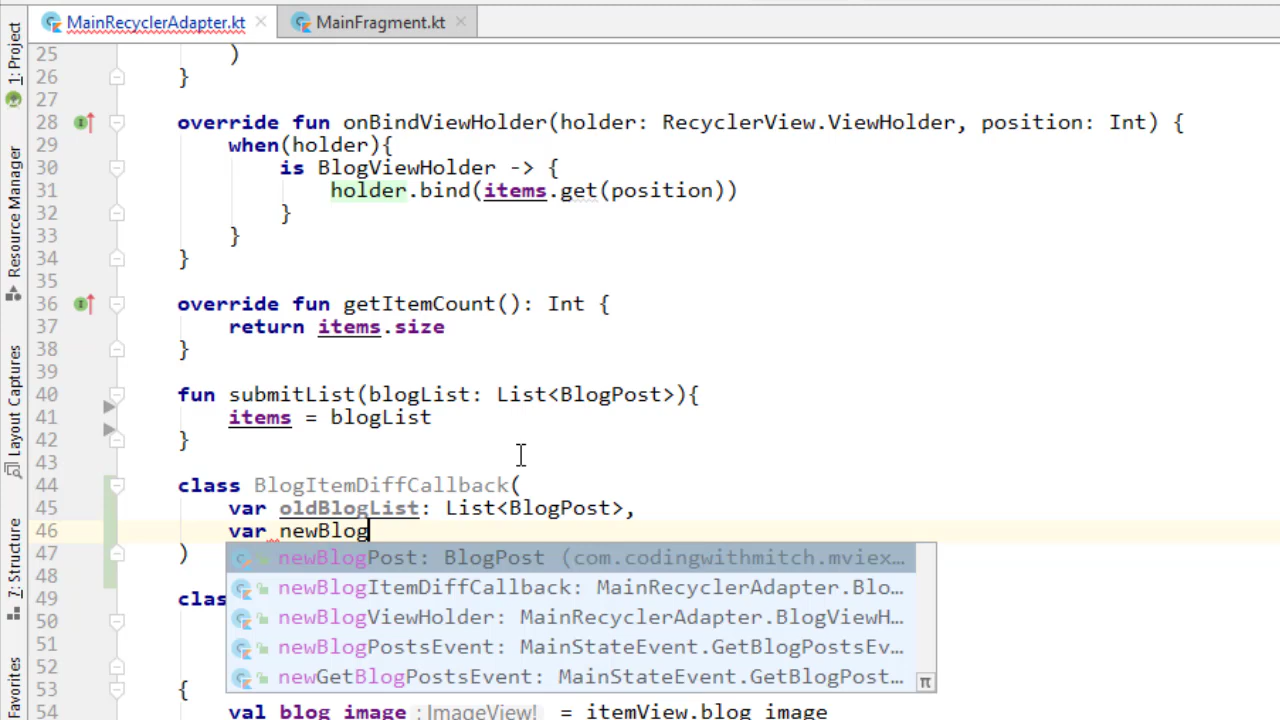 MainRecyclerAdapter.kt
MainFragment.kt
1: Project
Resource Manager
Layout Captures
7: Structure
Favorites
25 )
26 }
27
28 override fun onBindViewHolder(holder: RecyclerView.ViewHolder, position: Int) {
29 when(holder){
30 is BlogViewHolder -> {
31 holder.bind(items.get(position))
32 }
33 }
34 }
35
36 override fun getItemCount(): Int {
37 return items.size
38 }
39
40 fun submitList(blogList: List<BlogPost>){
41 items = blogList
42 }
43
44 class BlogItemDiffCallback(
45 var oldBlogList: List<BlogPost>,
46 var newBlog
47 )
newBlogPost: BlogPost (com.codingwithmitch.mviex…
48
newBlogItemDiffCallback: MainRecyclerAdapter.Blo…
49 clas
newBlogViewHolder: MainRecyclerAdapter.BlogViewH…
50
51
newBlogPostsEvent: MainStateEvent.GetBlogPostsEv…
52
newGetBlogPostsEvent: MainStateEvent.GetBlogPost…
π
53 {
54 val blog_image : ImageView! = itemView.blog_image